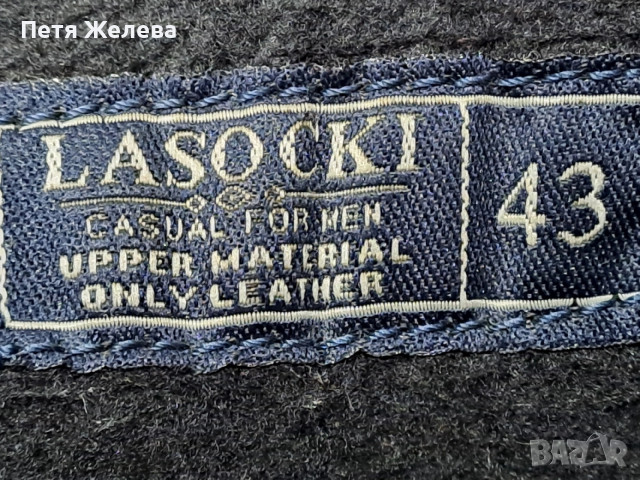 Петя Желева
LASOCKI
CASUAL FOR MEN
UPPER MATERIAL
ONLY LEATHER
43
BAZAR